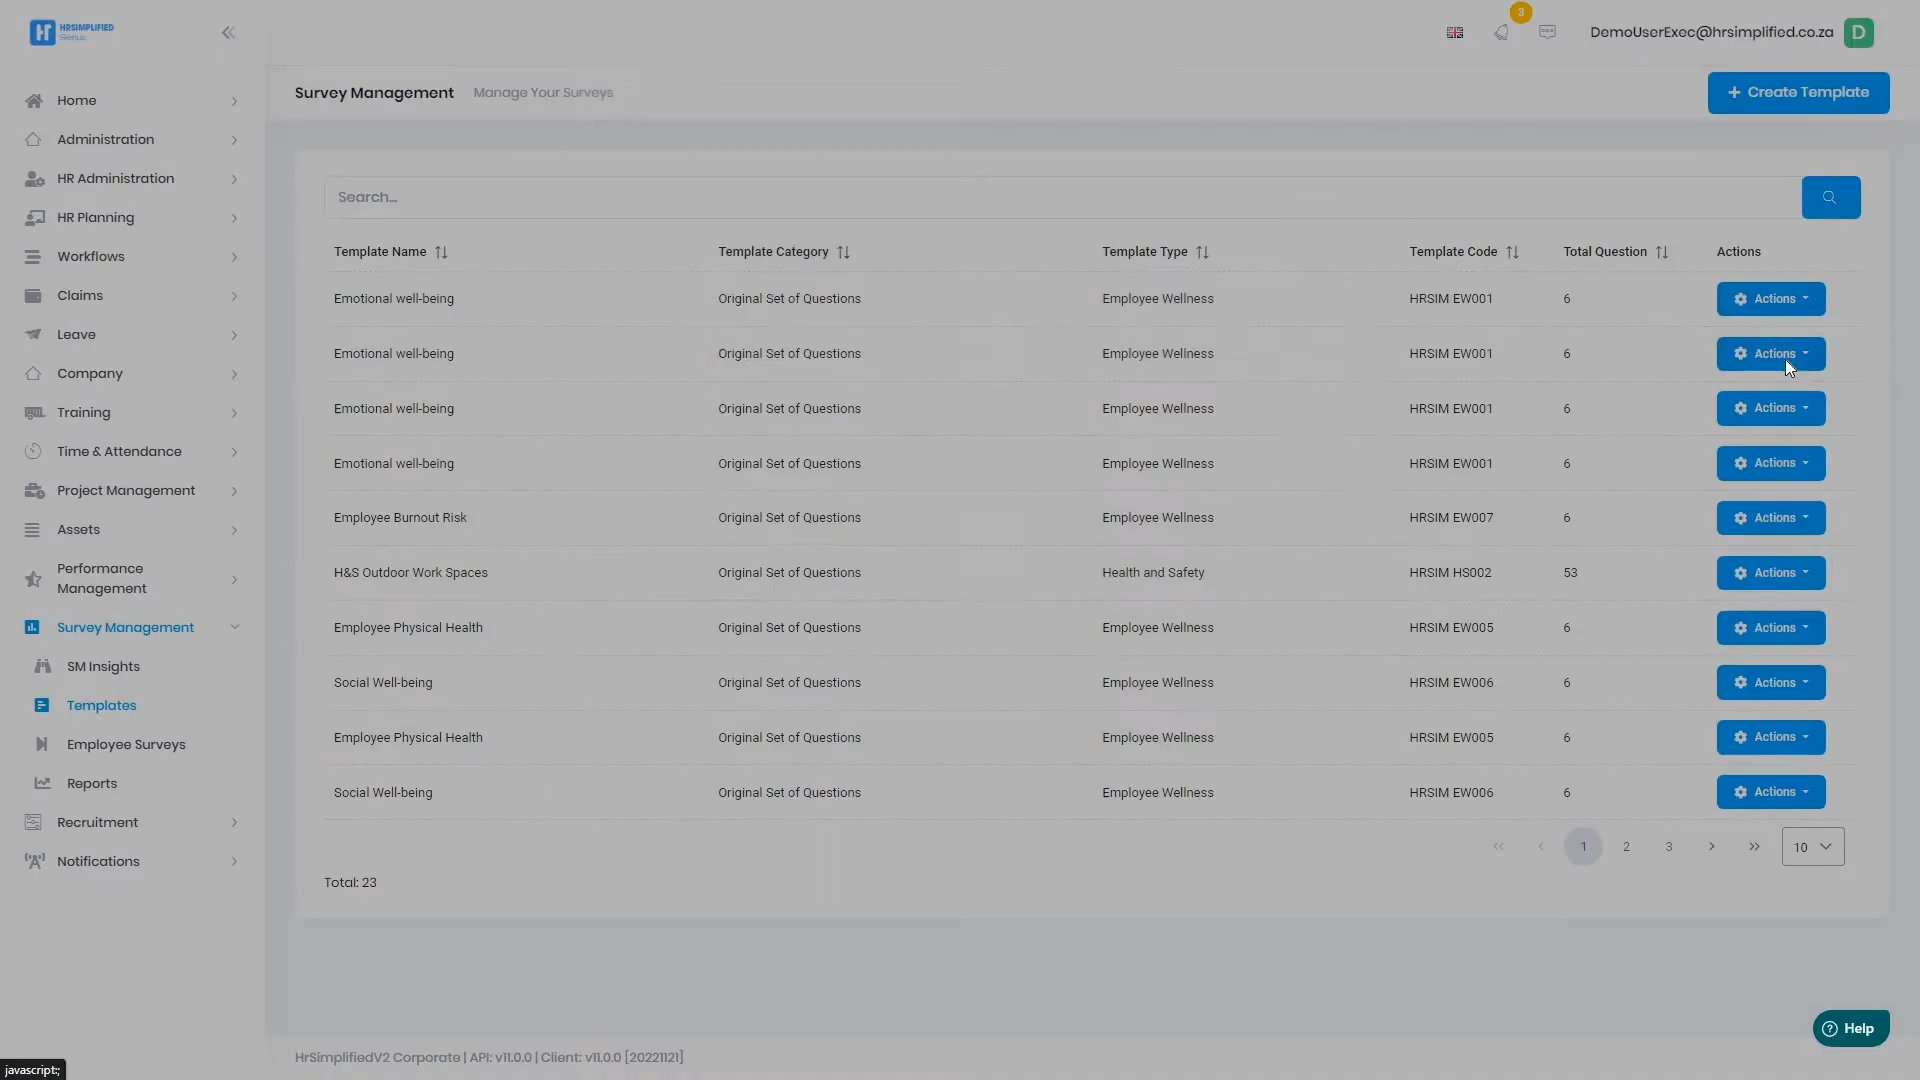 HRSIMPLIFIED
Genius
3
DemoUserExec@hrsimplified.co.za
D
Survey Management
Manage Your Surveys
+ Create Template
Home
Administration
HR Administration
HR Planning
Workflows
Claims
Leave
Company
Training
Time & Attendance
Project Management
Assets
Performance
Management
Survey Management
SM Insights
Templates
Employee Surveys
Reports
Recruitment
Notifications
Search...
Template Name Template Category Template Type Template Code Total Question Actions
Emotional well-being Original Set of Questions Employee Wellness HRSIM EW001 6 Actions
Emotional well-being Original Set of Questions Employee Wellness HRSIM EW001 6 Actions
Emotional well-being Original Set of Questions Employee Wellness HRSIM EW001 6 Actions
Emotional well-being Original Set of Questions Employee Wellness HRSIM EW001 6 Actions
Employee Burnout Risk Original Set of Questions Employee Wellness HRSIM EW007 6 Actions
H&S Outdoor Work Spaces Original Set of Questions Health and Safety HRSIM HS002 53 Actions
Employee Physical Health Original Set of Questions Employee Wellness HRSIM EW005 6 Actions
Social Well-being Original Set of Questions Employee Wellness HRSIM EW006 6 Actions
Employee Physical Health Original Set of Questions Employee Wellness HRSIM EW005 6 Actions
Social Well-being Original Set of Questions Employee Wellness HRSIM EW006 6 Actions
1 2 3 10
Total: 23
Help
HrSimplifiedV2 Corporate | API: v11.0.0 | Client: v11.0.0 [20221121]
javascript:;